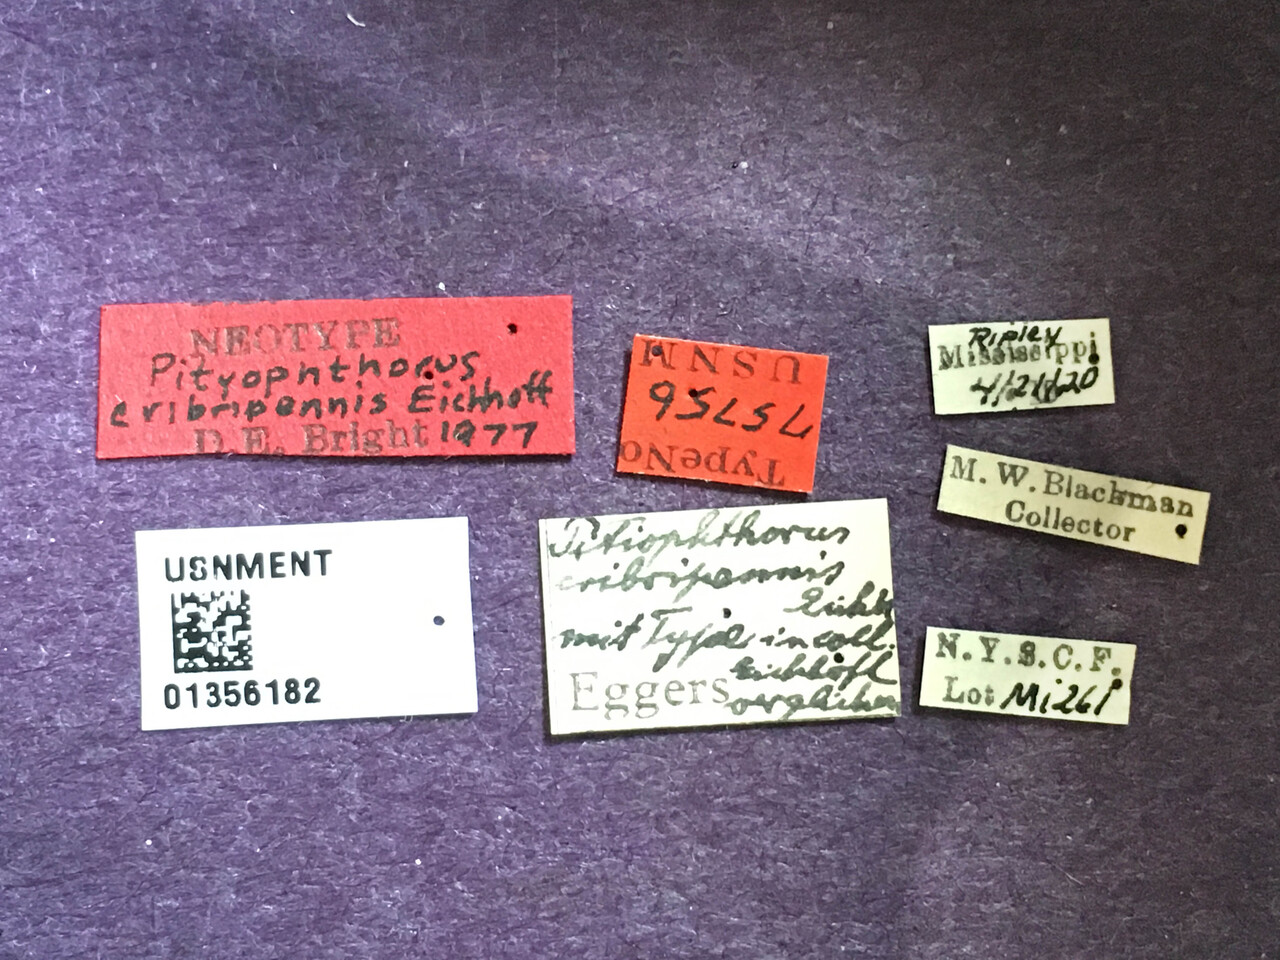 NEOTYPE
Pityophthorus
cribripennis Eichhoff
D.E. Bright 1977
TypeNo
75756
USNM
Ripley
Mississippi
4/21/20
M. W. Blackman
Collector
USNMENT
01356182
Pitiophthorus
cribripennis
Eichh.
mit Type in coll.
Eichhoff
Eggers verglichen
N.Y.S.C.F.
Lot Mi261